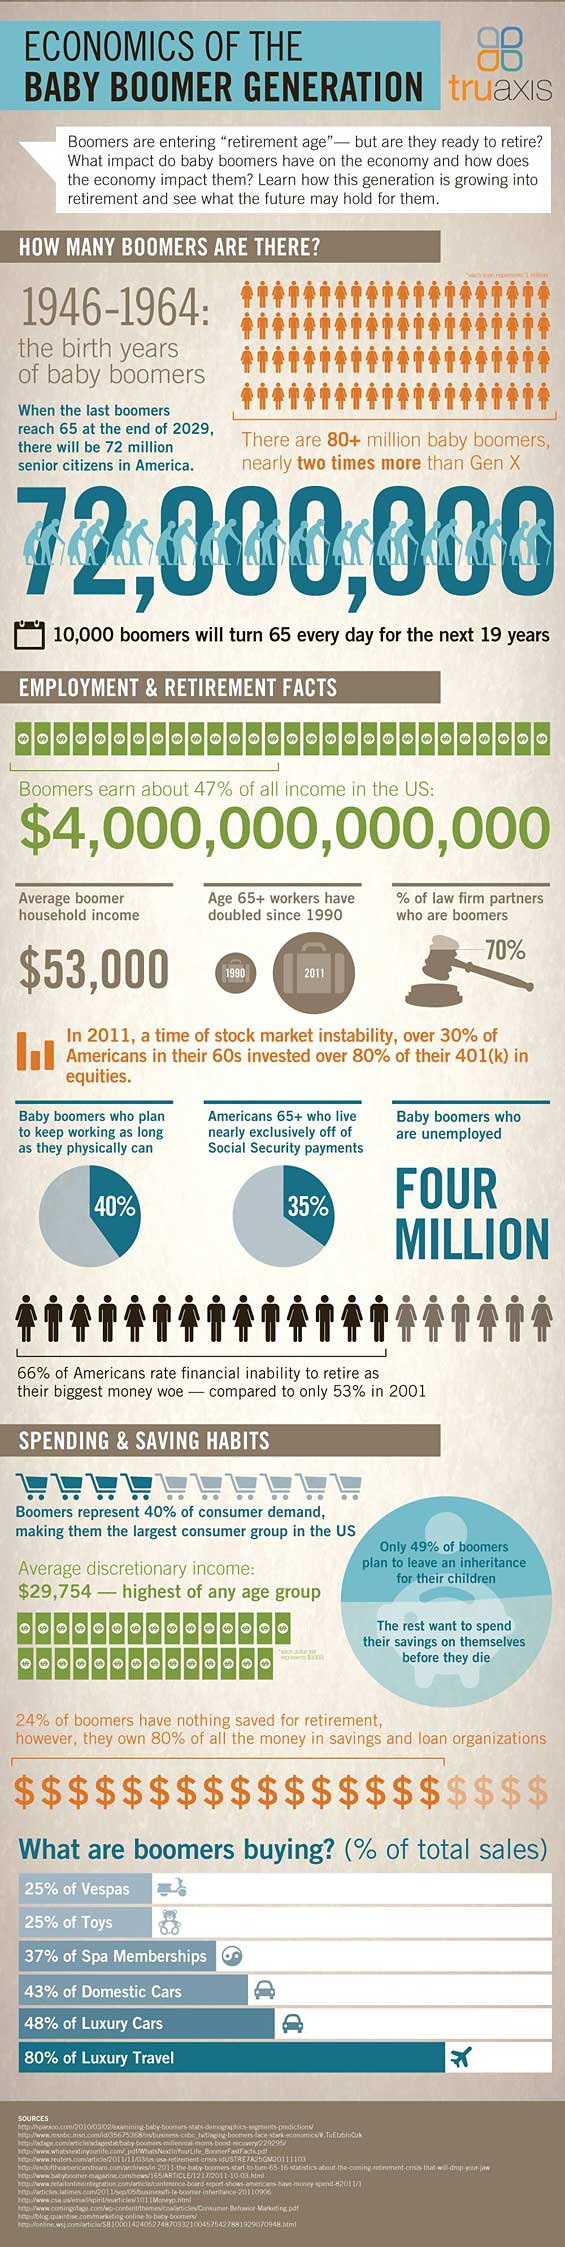 ECONOMICS OF THE
BABY BOOMER GENERATION
truaxis
Boomers are entering “retirement age”— but are they ready to retire?
What impact do baby boomers have on the economy and how does
the economy impact them? Learn how this generation is growing into
retirement and see what the future may hold for them.
HOW MANY BOOMERS ARE THERE?
*each icon represents 1 million
1946-1964:
the birth years
of baby boomers
When the last boomers
reach 65 at the end of 2029,
there will be 72 million
senior citizens in America.
There are 80+ million baby boomers,
nearly two times more than Gen X
72,000,000
10,000 boomers will turn 65 every day for the next 19 years
EMPLOYMENT & RETIREMENT FACTS
Boomers earn about 47% of all income in the US:
$4,000,000,000,000
Average boomer
household income
$53,000
Age 65+ workers have
doubled since 1990
1990
2011
% of law firm partners
who are boomers
70%
In 2011, a time of stock market instability, over 30% of
Americans in their 60s invested over 80% of their 401(k) in
equities.
Baby boomers who plan
to keep working as long
as they physically can
40%
Americans 65+ who live
nearly exclusively off of
Social Security payments
35%
Baby boomers who
are unemployed
FOUR
MILLION
66% of Americans rate financial inability to retire as
their biggest money woe — compared to only 53% in 2001
SPENDING & SAVING HABITS
Boomers represent 40% of consumer demand,
making them the largest consumer group in the US
Average discretionary income:
$29,754 — highest of any age group
*each dollar bill
represents $1000
Only 49% of boomers
plan to leave an inheritance
for their children
The rest want to spend
their savings on themselves
before they die
24% of boomers have nothing saved for retirement,
however, they own 80% of all the money in savings and loan organizations
$ $ $ $ $ $ $ $ $ $ $ $ $ $ $ $ $ $ $ $
What are boomers buying? (% of total sales)
25% of Vespas
25% of Toys
37% of Spa Memberships
43% of Domestic Cars
48% of Luxury Cars
80% of Luxury Travel
SOURCES